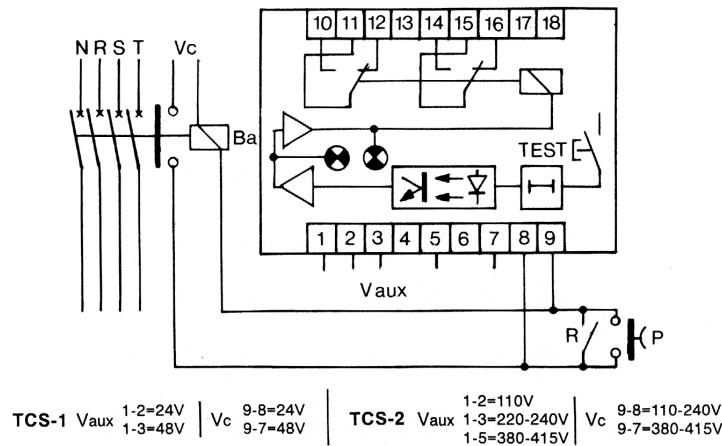 10 11 12 13 14 15 16 17 18
N R S T Vc
Ba
TEST
1 2 3 4 5 6 7 8 9
Vaux
R P
TCS-1 Vaux 1-2=24V 1-3=48V Vc 9-8=24V 9-7=48V
TCS-2 Vaux 1-2=110V 1-3=220-240V 1-5=380-415V Vc 9-8=110-240V 9-7=380-415V